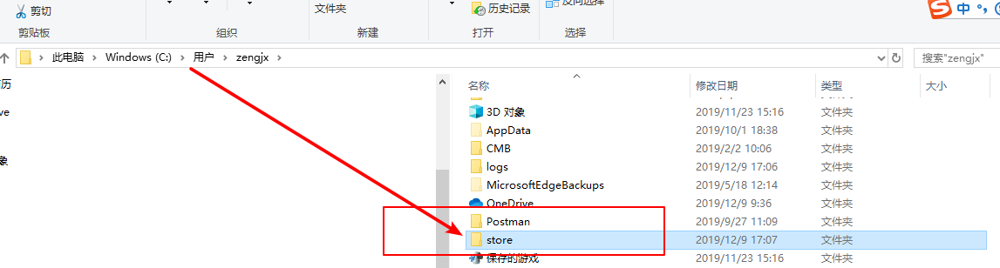 剪切
剪贴板
组织
文件夹
新建
历史记录
打开
反向选择
选择
中
此电脑 > Windows (C:) > 用户 > zengjx >
搜索"zengjx"
名称 修改日期 类型 大小
3D 对象 2019/11/23 15:16 文件夹
AppData 2019/10/1 18:38 文件夹
CMB 2019/2/2 10:06 文件夹
logs 2019/12/9 17:06 文件夹
MicrosoftEdgeBackups 2019/5/18 12:14 文件夹
OneDrive 2019/12/9 9:36 文件夹
Postman 2019/9/27 11:09 文件夹
store 2019/12/9 17:07 文件夹
保存的游戏 2019/11/23 15:16 文件夹